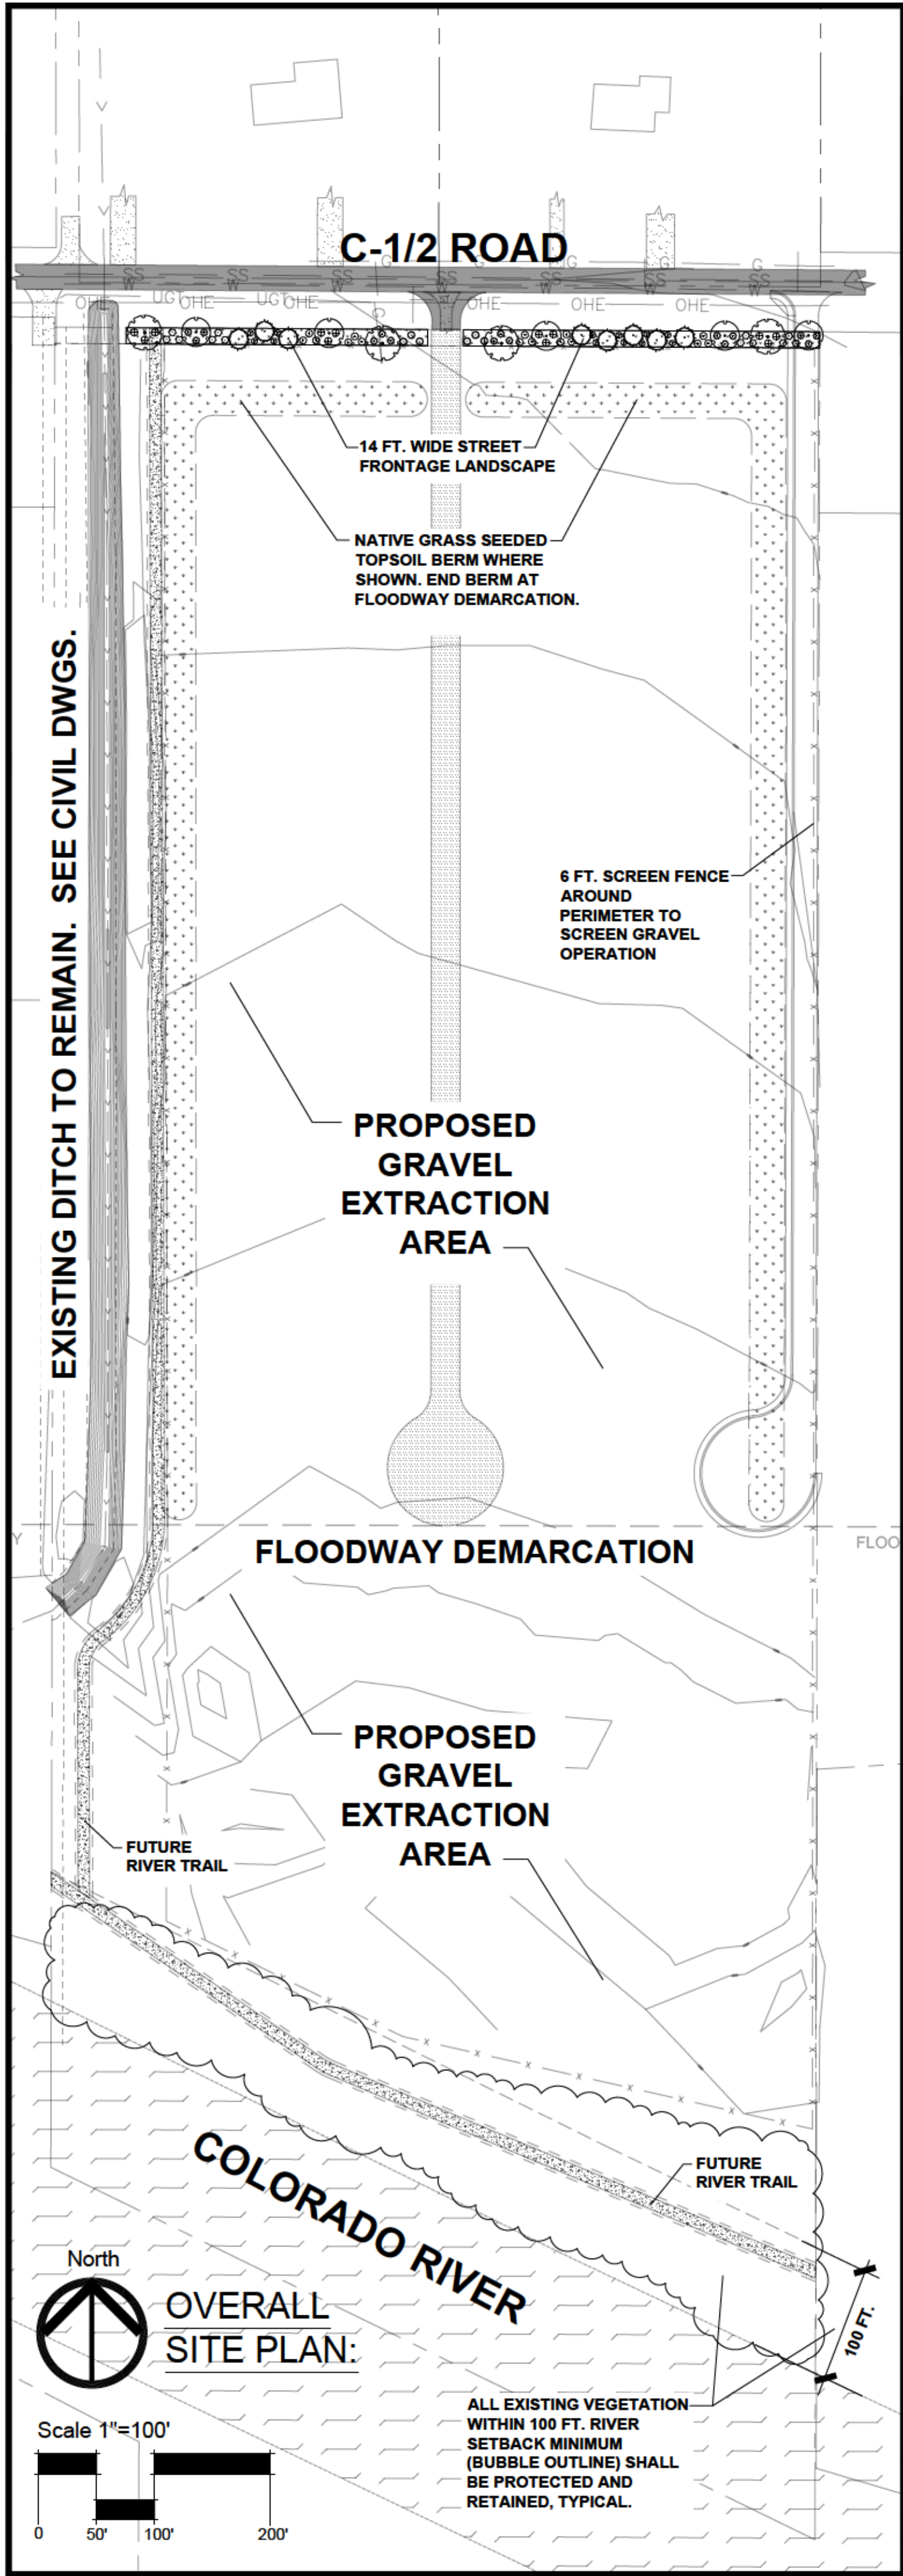 C-1/2 ROAD
G G G G G
SS SS SS SS SS SS SS
W W W W W W W
OHE UGT OHE UGT OHE OHE OHE OHE
G
14 FT. WIDE STREET
FRONTAGE LANDSCAPE
NATIVE GRASS SEEDED
TOPSOIL BERM WHERE
SHOWN. END BERM AT
FLOODWAY DEMARCATION.
EXISTING DITCH TO REMAIN. SEE CIVIL DWGS.
6 FT. SCREEN FENCE
AROUND
PERIMETER TO
SCREEN GRAVEL
OPERATION
PROPOSED
GRAVEL
EXTRACTION
AREA
Y
FLOODWAY DEMARCATION
FLOO
PROPOSED
GRAVEL
EXTRACTION
AREA
FUTURE
RIVER TRAIL
COLORADO RIVER
FUTURE
RIVER TRAIL
100 FT.
North
OVERALL
SITE PLAN:
Scale 1"=100'
0 50' 100' 200'
ALL EXISTING VEGETATION
WITHIN 100 FT. RIVER
SETBACK MINIMUM
(BUBBLE OUTLINE) SHALL
BE PROTECTED AND
RETAINED, TYPICAL.